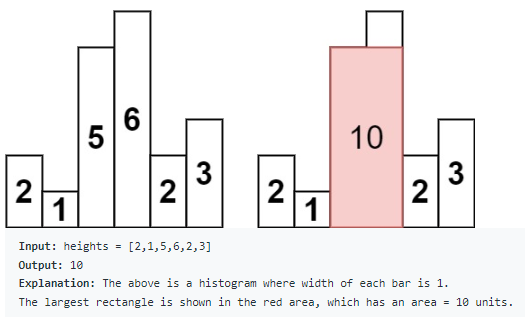 2 1 5 6 2 3
2 1 10 2 3
Input: heights = [2,1,5,6,2,3]
Output: 10
Explanation: The above is a histogram where width of each bar is 1.
The largest rectangle is shown in the red area, which has an area = 10 units.